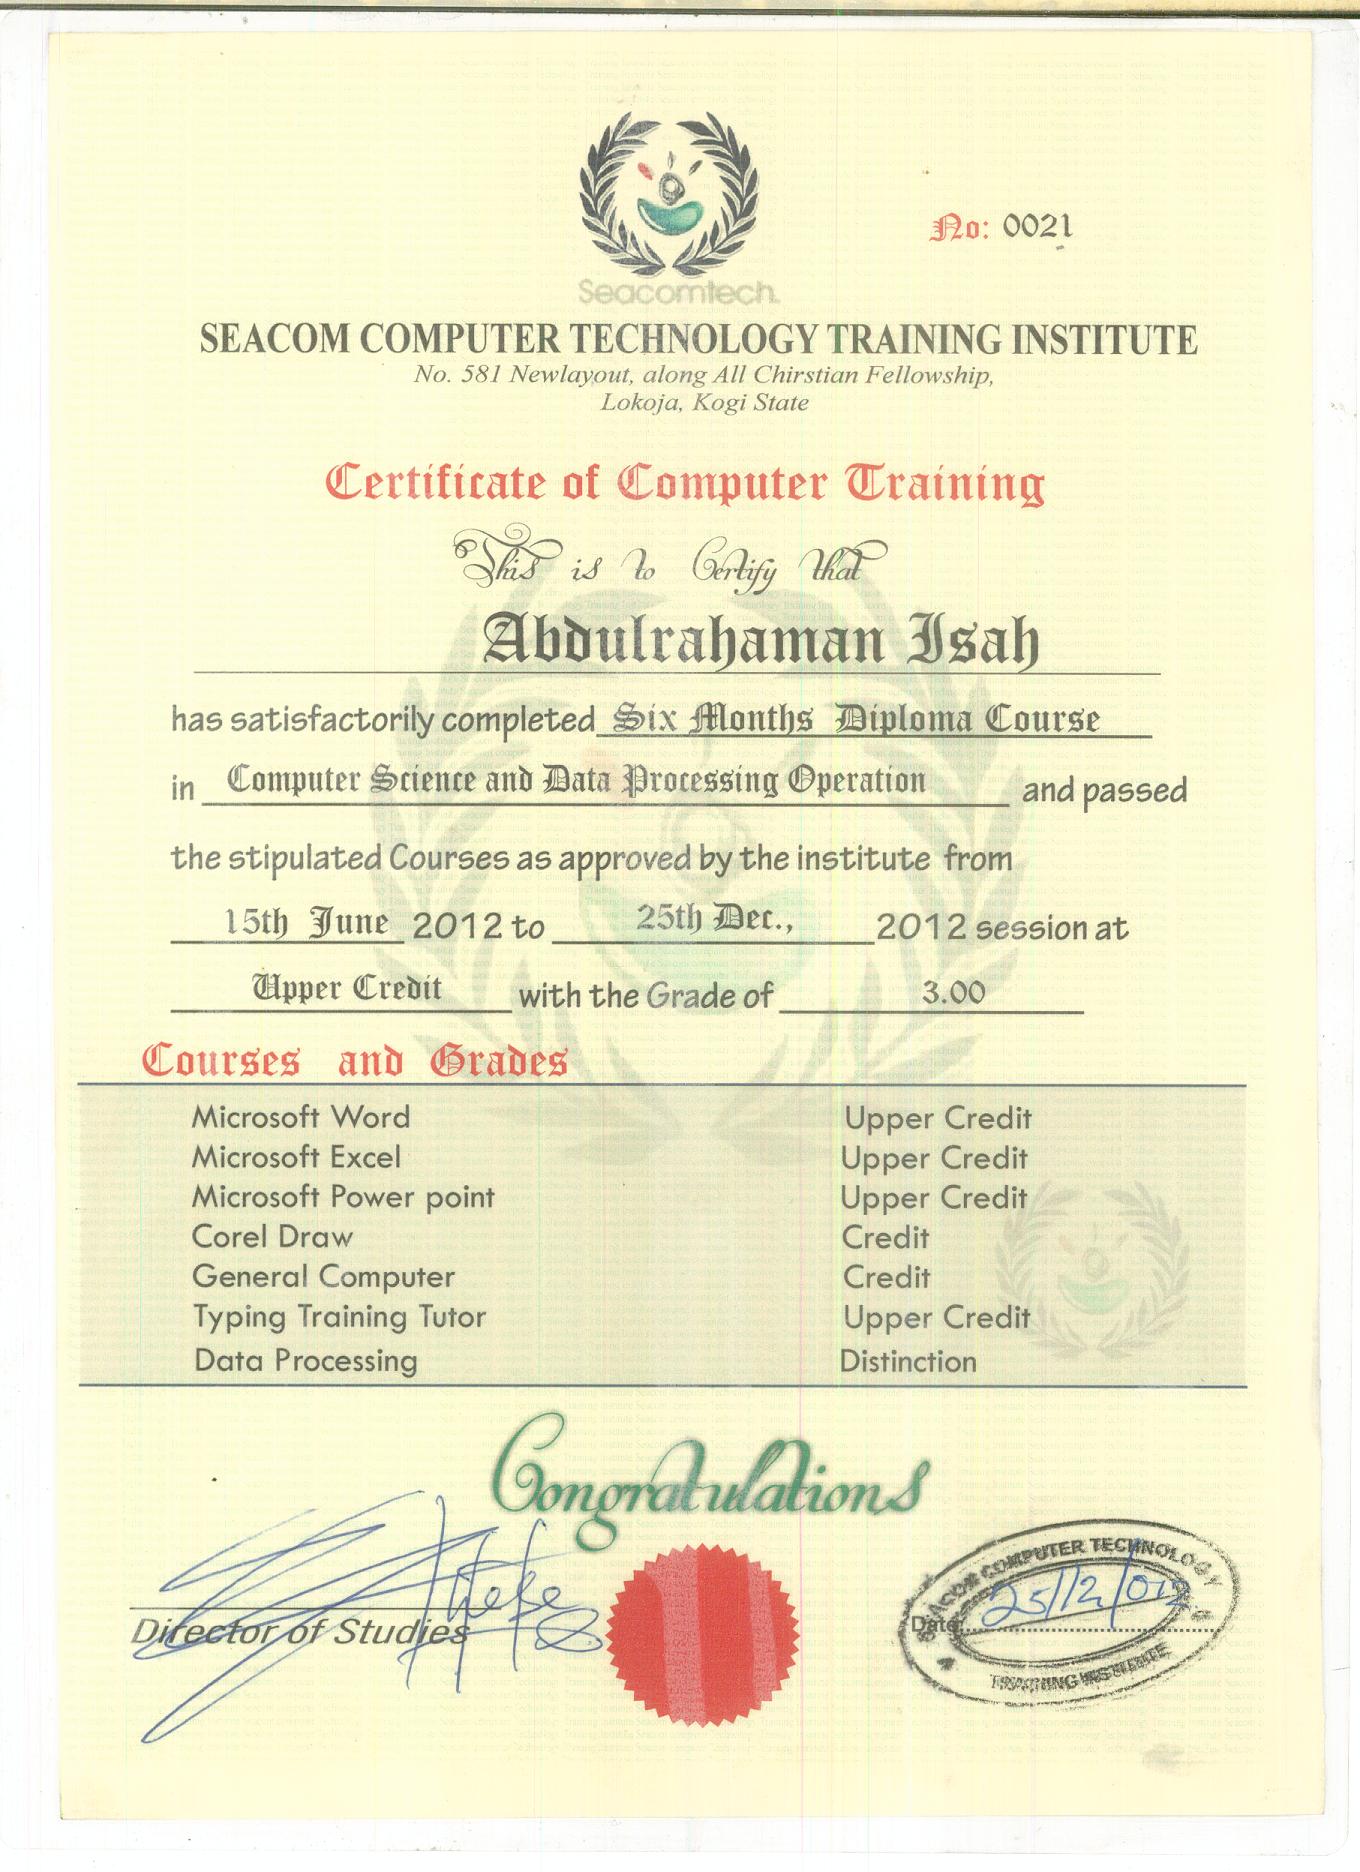 No: 0021
Seacomtech.
SEACOM COMPUTER TECHNOLOGY TRAINING INSTITUTE
No. 581 Newlayout, along All Chirstian Fellowship,
Lokoja, Kogi State
Certificate of Computer Training
This is to Certify that
Abdulrahaman Isah
has satisfactorily completed Six Months Diploma Course
in Computer Science and Data Processing Operation and passed
the stipulated Courses as approved by the institute from
15th June 2012 to 25th Dec., 2012 session at
Upper Credit with the Grade of 3.00
Courses and Grades
Microsoft Word Upper Credit
Microsoft Excel Upper Credit
Microsoft Power point Upper Credit
Corel Draw Credit
General Computer Credit
Typing Training Tutor Upper Credit
Data Processing Distinction
Congratulations
Director of Studies
SEACOM COMPUTER TECHNOLOGY
Date: 25/12/012
TRAINING INSTITUTE